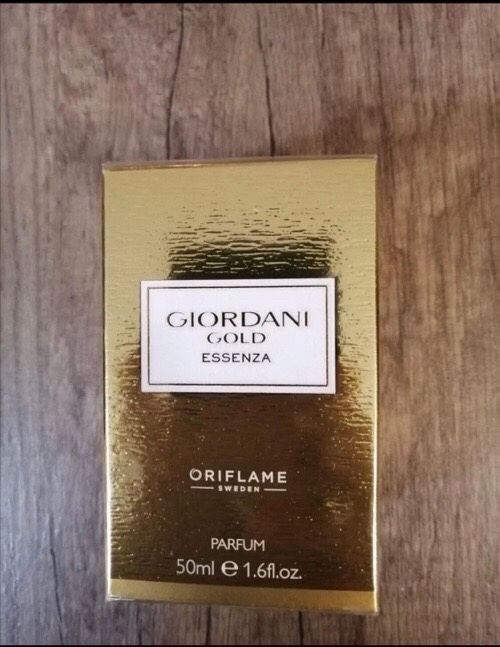 GIORDANI
GOLD
ESSENZA
ORIFLAME
SWEDEN
PARFUM
50ml ℮ 1.6fl.oz.